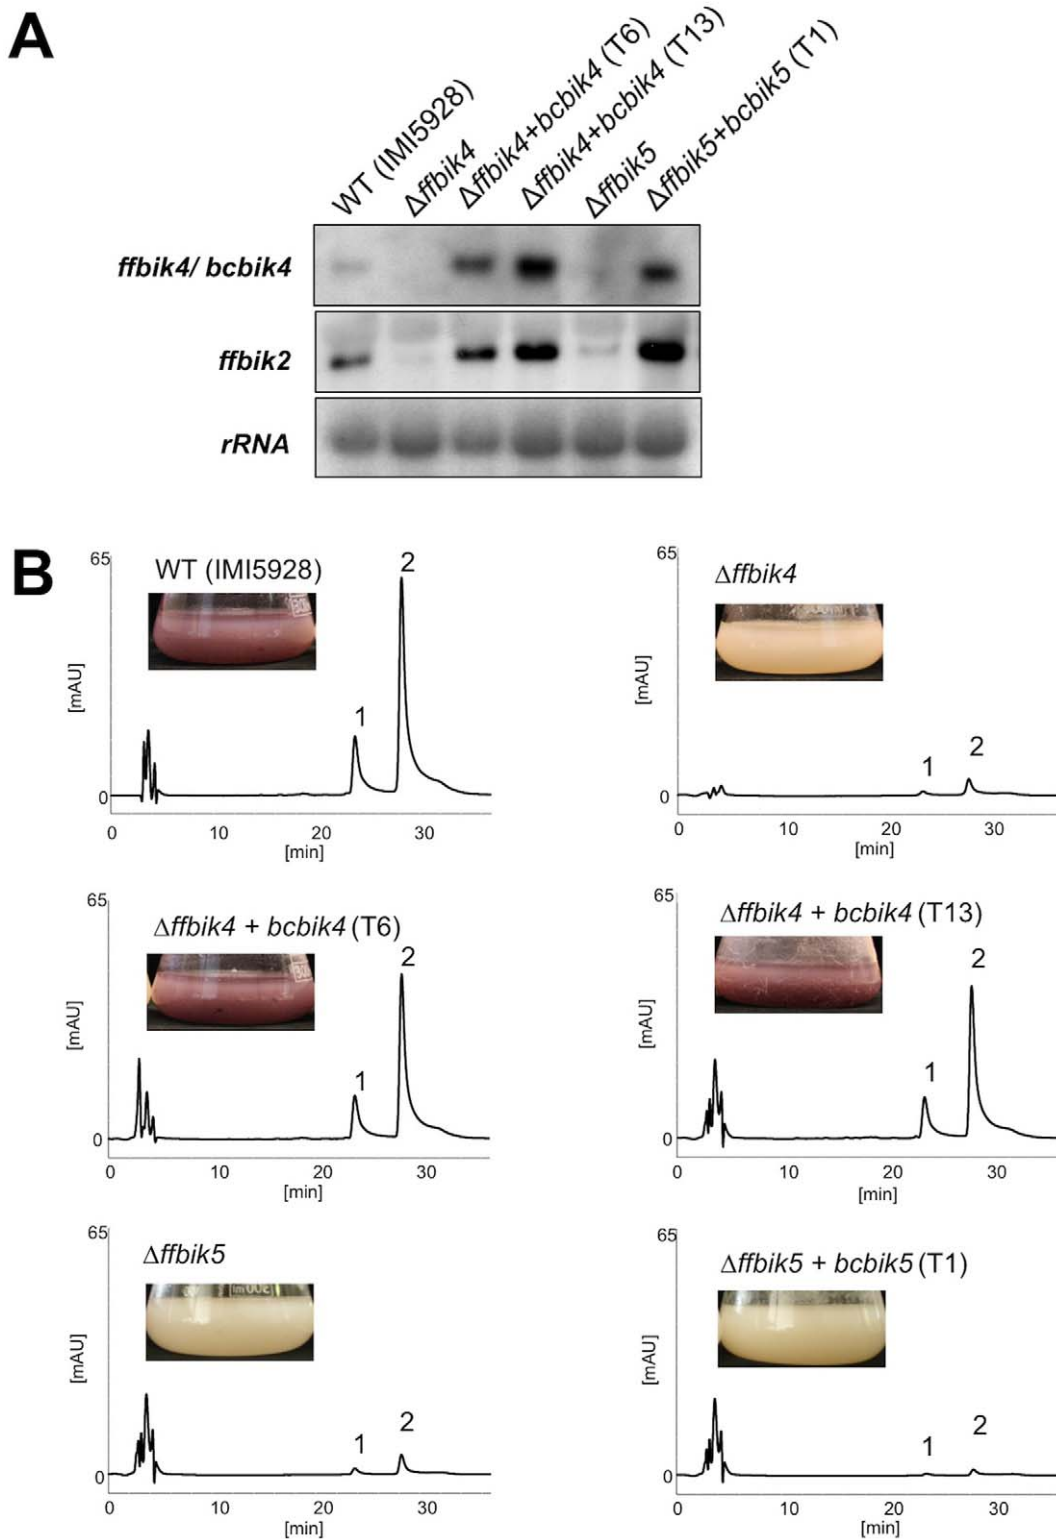 A
WT (IMI5928)
Δffbik4
Δffbik4+bcbik4 (T6)
Δffbik4+bcbik4 (T13)
Δffbik5
Δffbik5+bcbik5 (T1)
ffbik4/ bcbik4
ffbik2
rRNA
B
65
WT (IMI5928)
2
[mAU]
1
0
0 10 20 30
[min]
65
Δffbik4
[mAU]
1
2
0
0 10 20 30
[min]
65
Δffbik4 + bcbik4 (T6)
2
[mAU]
1
0
0 10 20 30
[min]
65
Δffbik4 + bcbik4 (T13)
2
[mAU]
1
0
0 10 20 30
[min]
65
Δffbik5
[mAU]
1
2
0
0 10 20 30
[min]
65
Δffbik5 + bcbik5 (T1)
[mAU]
1
2
0
0 10 20 30
[min]